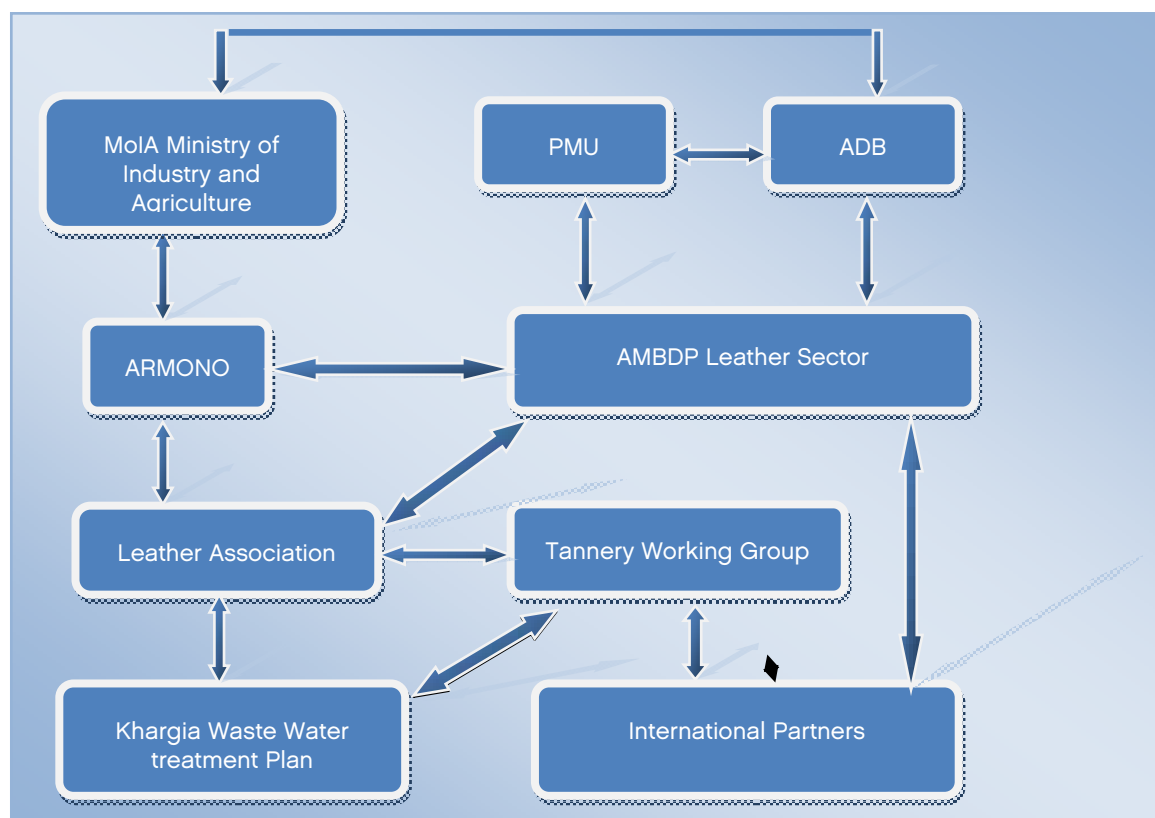 MoIA Ministry of
Industry and
Agriculture
PMU
ADB
ARMONO
AMBDP Leather Sector
Leather Association
Tannery Working Group
Khargia Waste Water
treatment Plan
International Partners